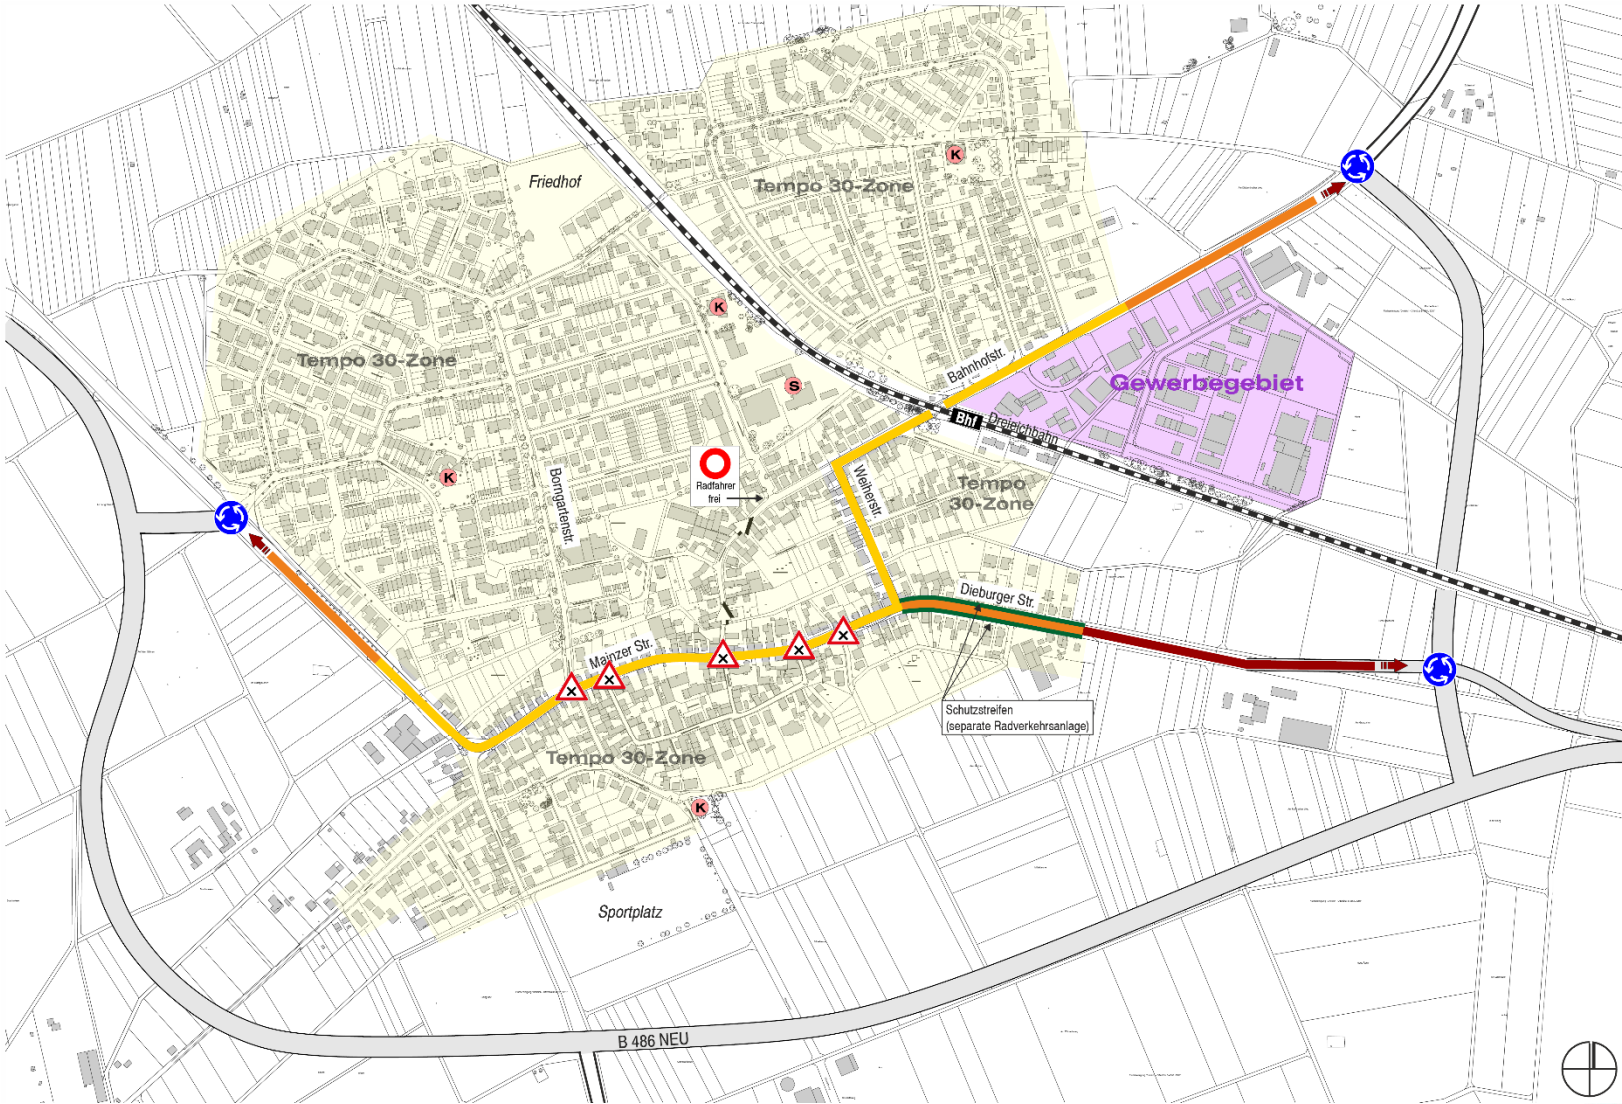 Friedhof
K
Tempo 30-Zone
K
Tempo 30-Zone
Bahnhofstr.
S
Gewerbegebiet
Bhf
Dreieichbahn
K
Borngartenstr.
Radfahrer
frei
Weiherstr.
Tempo
30-Zone
Dieburger Str.
Mainzer Str.
Schutzstreifen
(separate Radverkehrsanlage)
Tempo 30-Zone
K
Sportplatz
B 486 NEU